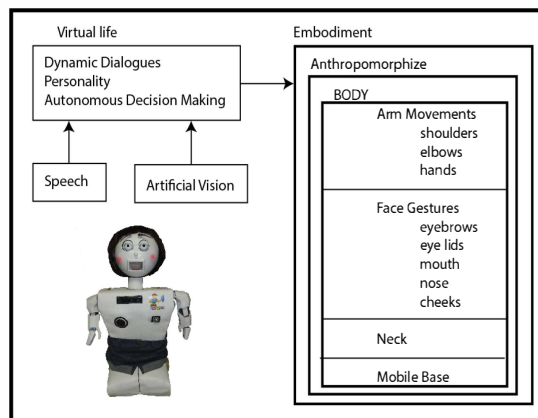 Virtual life
Dynamic Dialogues
Personality
Autonomous Decision Making
Speech
Artificial Vision
Embodiment
Anthropomorphize
BODY
Arm Movements
shoulders
elbows
hands
Face Gestures
eyebrows
eye lids
mouth
nose
cheeks
Neck
Mobile Base